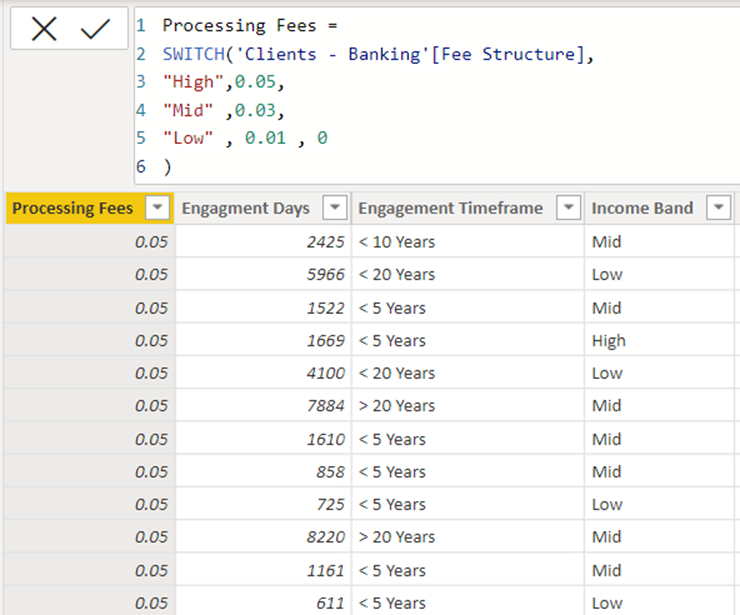 1 Processing Fees =
2 SWITCH('Clients - Banking'[Fee Structure],
3 "High",0.05,
4 "Mid" ,0.03,
5 "Low" , 0.01 , 0
6 )
Processing Fees Engagment Days Engagement Timeframe Income Band
0.05 2425 < 10 Years Mid
0.05 5966 < 20 Years Low
0.05 1522 < 5 Years Mid
0.05 1669 < 5 Years High
0.05 4100 < 20 Years Low
0.05 7884 > 20 Years Mid
0.05 1610 < 5 Years Mid
0.05 858 < 5 Years Mid
0.05 725 < 5 Years Low
0.05 8220 > 20 Years Mid
0.05 1161 < 5 Years Mid
0.05 611 < 5 Years Low